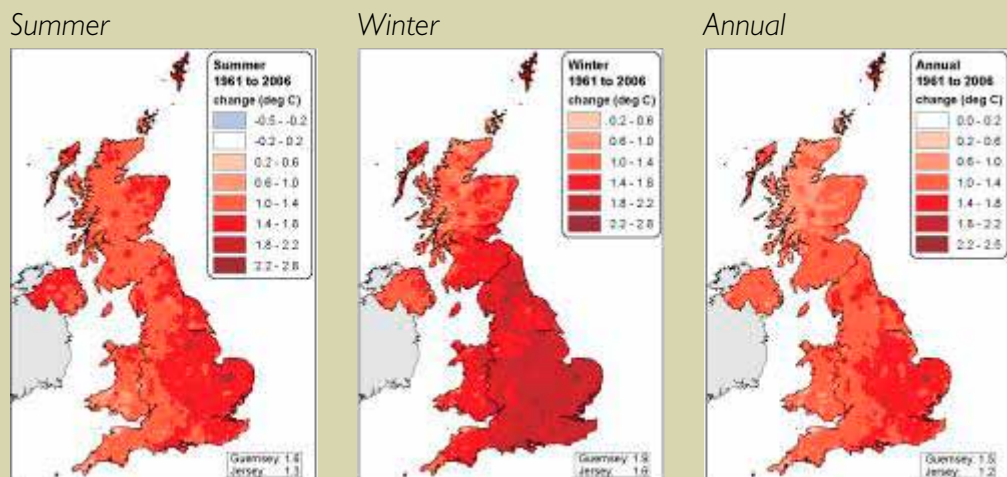 Summer
Winter
Annual
Summer
1961 to 2006
change (deg C)
-0.5 - -0.2
-0.2 - 0.2
0.2 - 0.6
0.6 - 1.0
1.0 - 1.4
1.4 - 1.8
1.8 - 2.2
2.2 - 2.8
Guernsey: 1.6
Jersey: 1.3
Winter
1961 to 2006
change (deg C)
0.2 - 0.6
0.6 - 1.0
1.0 - 1.4
1.4 - 1.8
1.8 - 2.2
2.2 - 2.8
Guernsey: 1.9
Jersey: 1.6
Annual
1961 to 2006
change (deg C)
0.0 - 0.2
0.2 - 0.6
0.6 - 1.0
1.0 - 1.4
1.4 - 1.8
1.8 - 2.2
Guernsey: 1.5
Jersey: 1.2